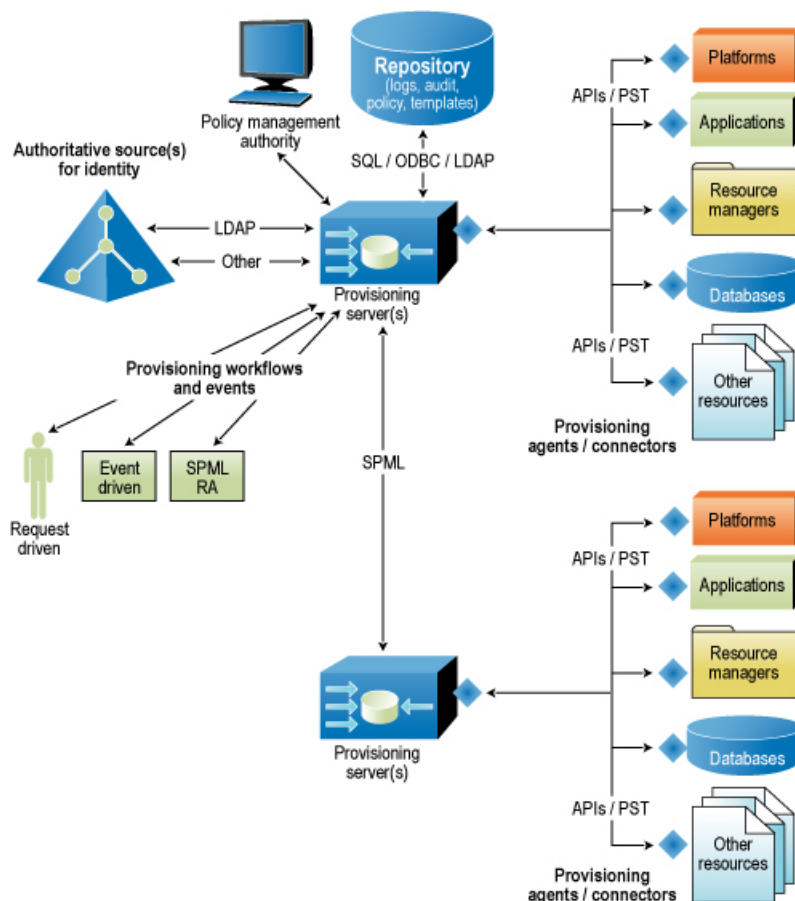 Repository
(logs, audit,
policy, templates)
Policy management
authority
SQL / ODBC / LDAP
Authoritative source(s)
for identity
LDAP
Other
Provisioning
server(s)
Provisioning workflows
and events
Request
driven
Event
driven
SPML
RA
SPML
APIs / PST
Platforms
Applications
Resource
managers
Databases
APIs / PST
Other
resources
Provisioning
agents / connectors
Provisioning
server(s)
Platforms
APIs / PST
Applications
Resource
managers
Databases
APIs / PST
Other
resources
Provisioning
agents / connectors